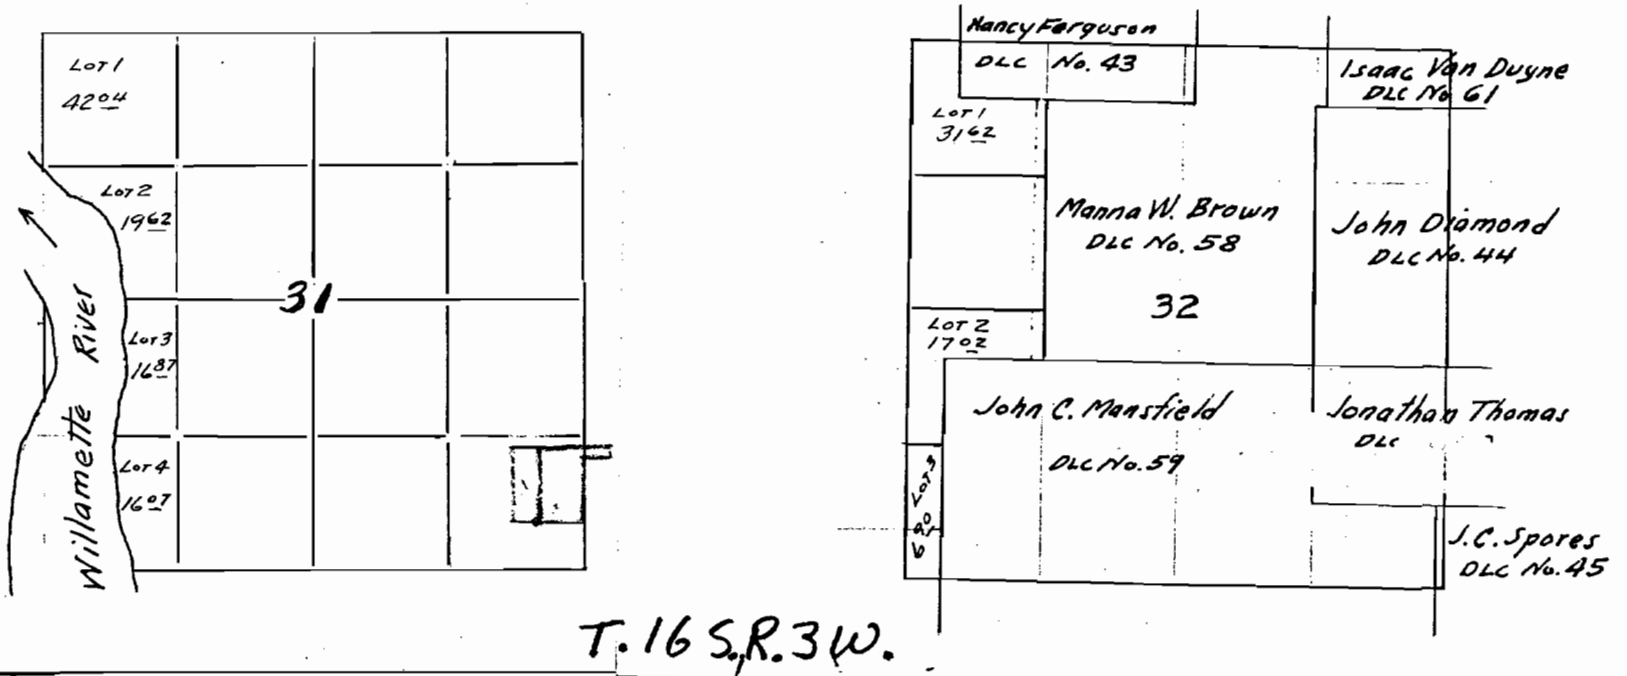 LOT 1
42 04
LOT 2
19 62
31
LOT 3
16 87
LOT 4
16 07
Willamette River
Nancy Ferguson
DLC No. 43
Isaac Van Duyne
DLC No 61
LOT 1
31 62
Manna W. Brown
DLC No. 58
John Diamond
DLC No. 44
32
LOT 2
17 02
John C. Mansfield
DLC No. 59
Jonathan Thomas
DLC
LOT 3
J.C. Spores
DLC No. 45
T. 16 S., R. 3 W.